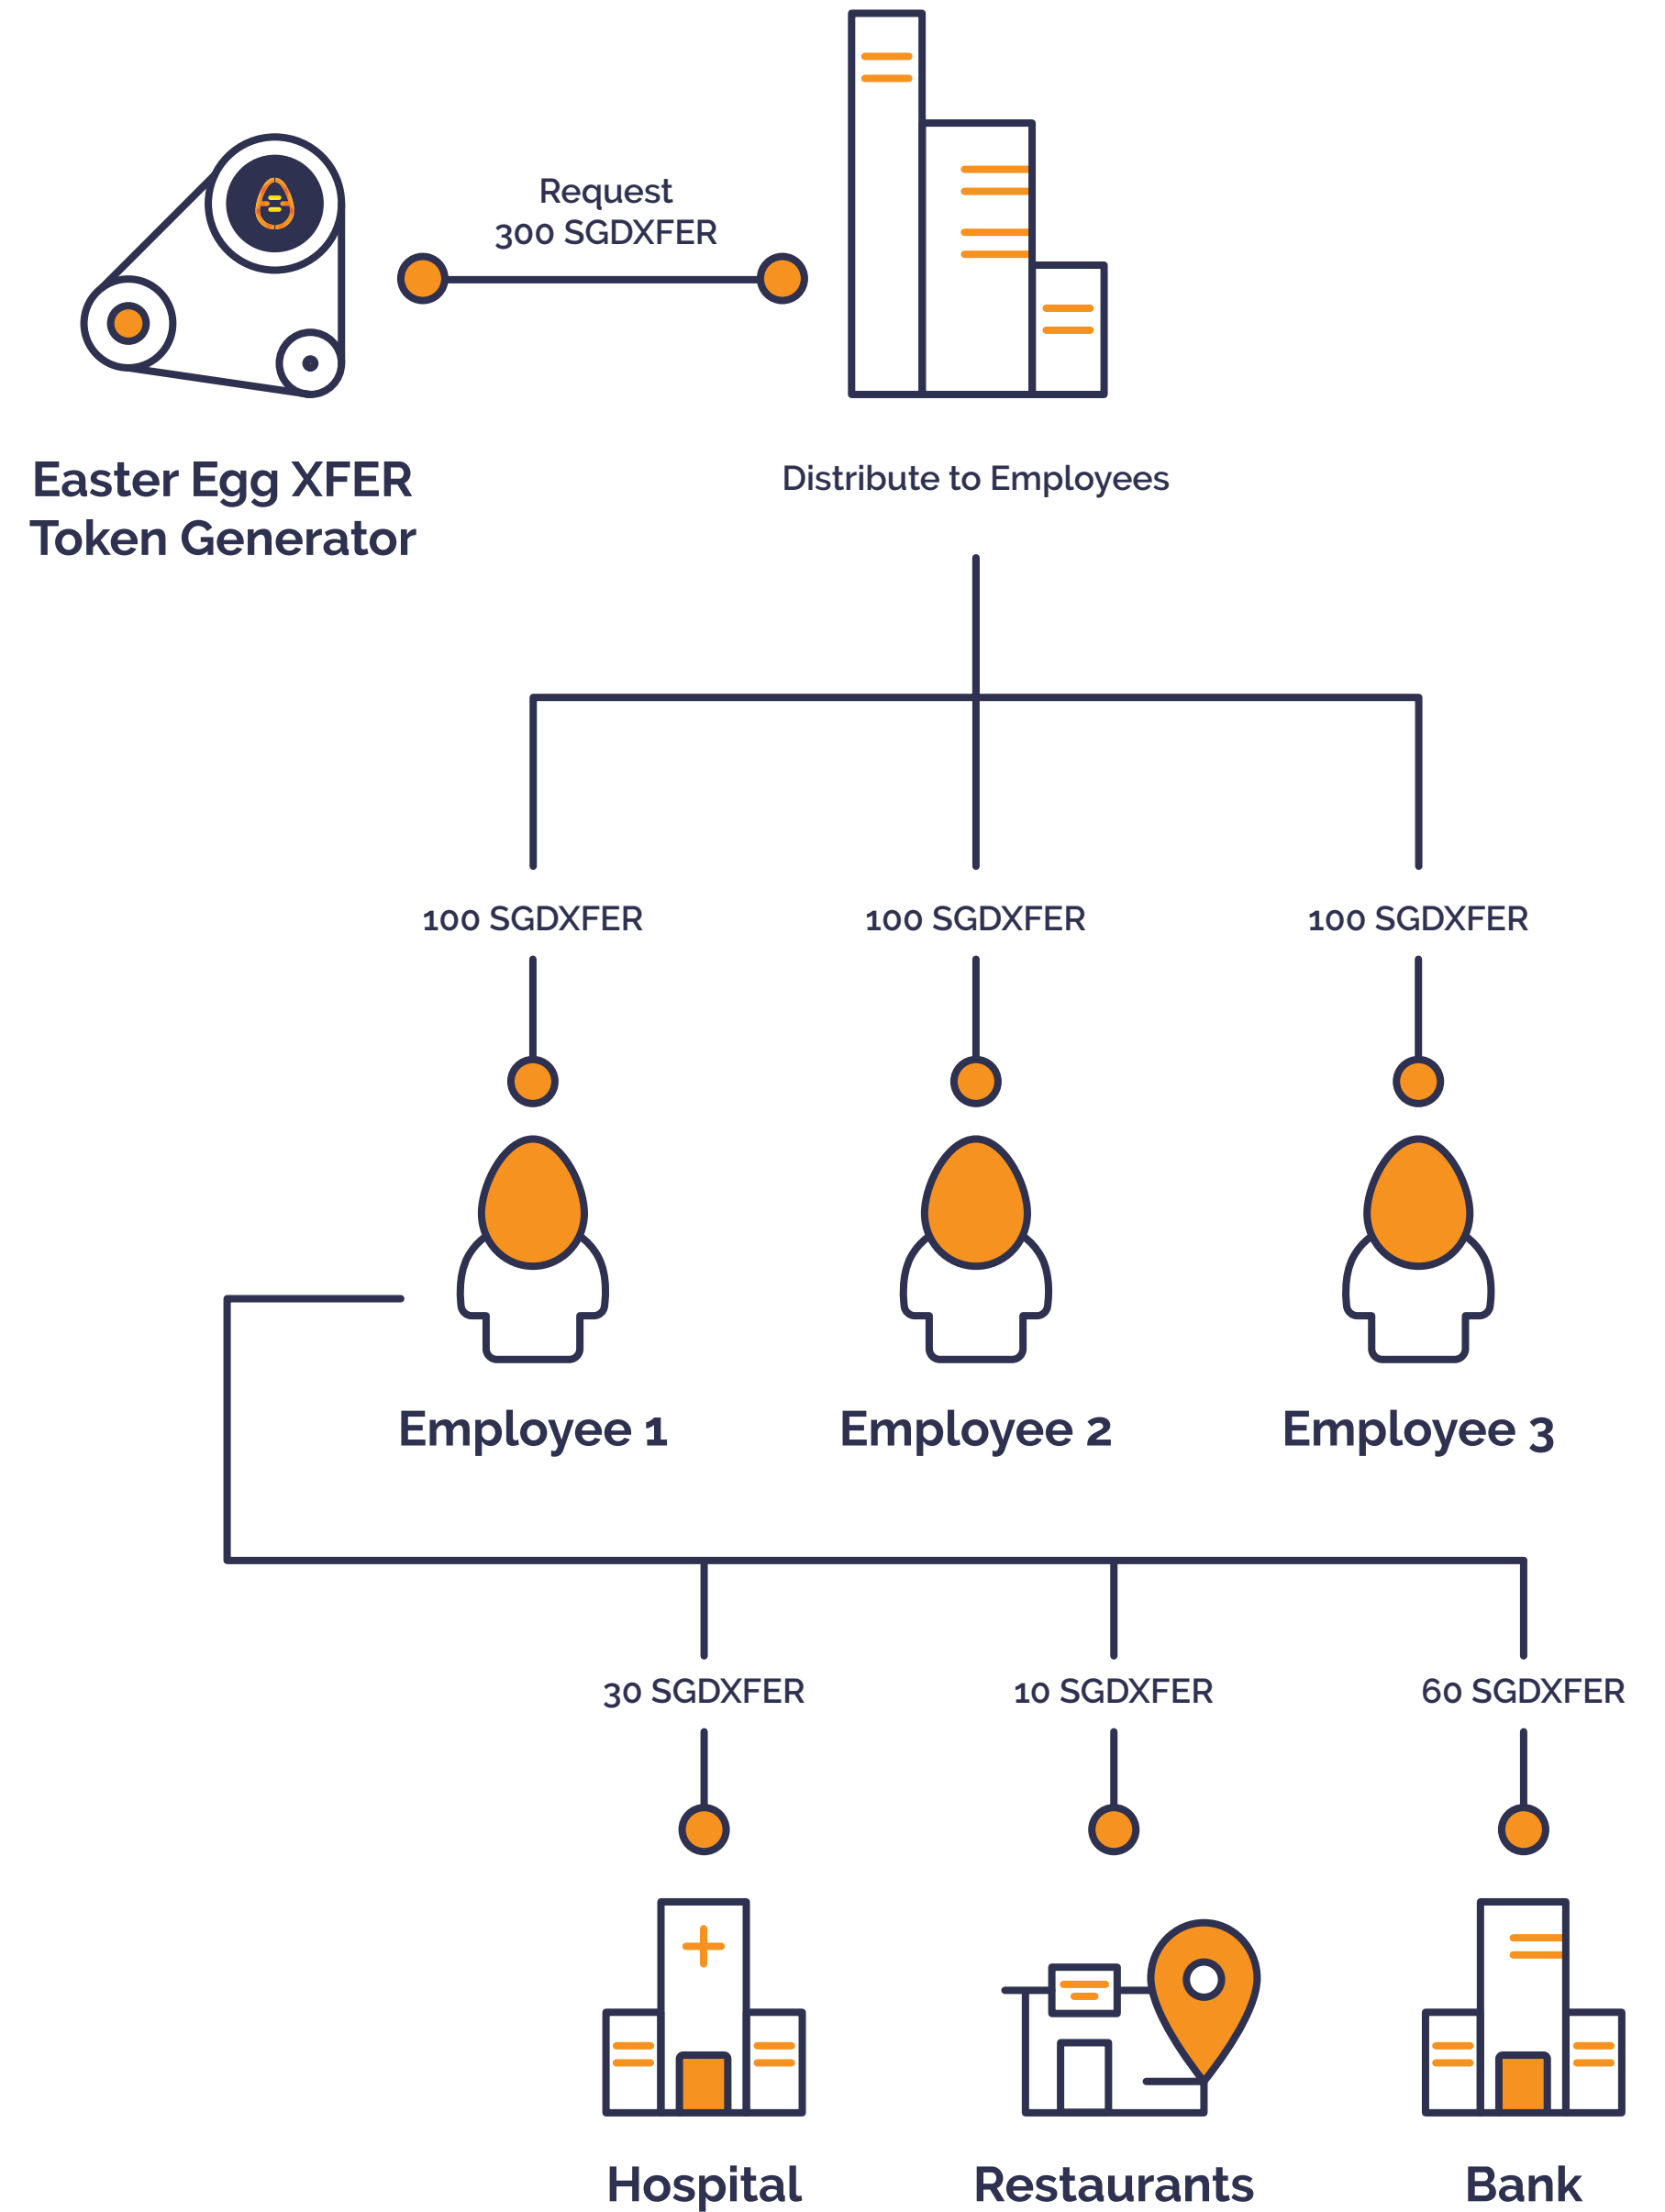 Request
300 SGDXFER
Easter Egg XFER
Token Generator
Distribute to Employees
100 SGDXFER
100 SGDXFER
100 SGDXFER
Employee 1
Employee 2
Employee 3
30 SGDXFER
10 SGDXFER
60 SGDXFER
Hospital
Restaurants
Bank